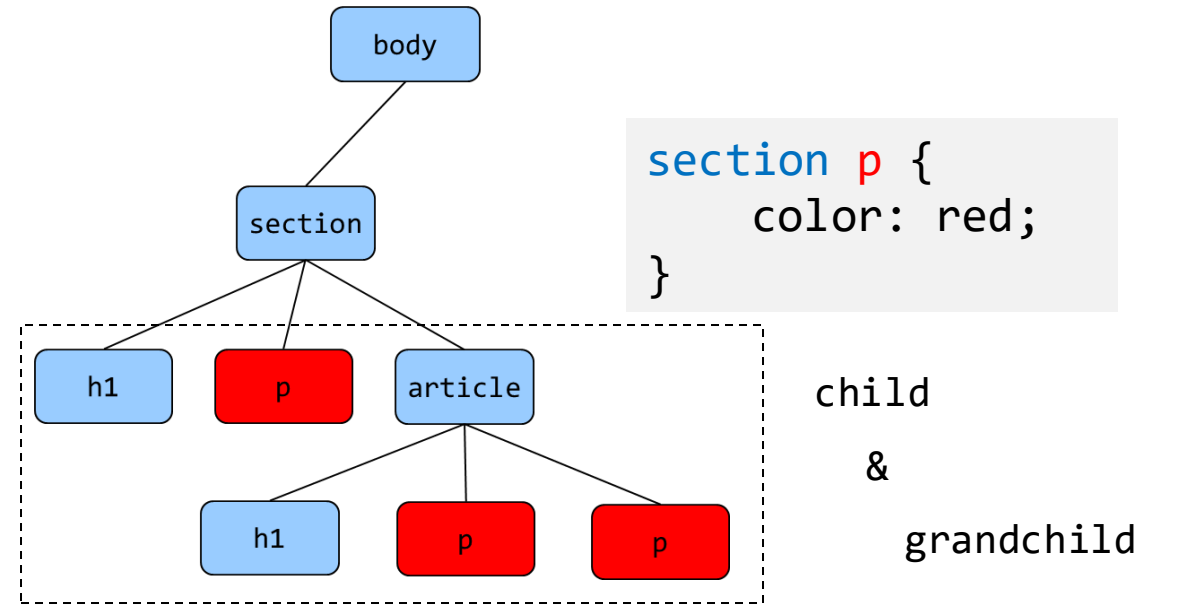 body
section p {
    color: red;
}
section
h1
p
article
child
&
grandchild
h1
p
p